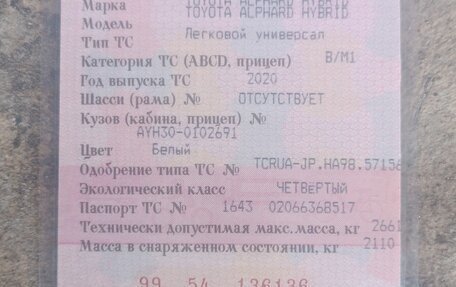 Марка TOYOTA ALPHARD HYBRID
Модель TOYOTA ALPHARD HYBRID
Тип ТС Легковой универсал
Категория ТС (ABCD, прицеп) B/M1
Год выпуска ТС 2020
Шасси (рама) № ОТСУТСТВУЕТ
Кузов (кабина, прицеп) №
AYH30-0102691
Цвет Белый
Одобрение типа ТС № TCRUA-JP.HA98.57156
Экологический класс ЧЕТВЁРТЫЙ
Паспорт ТС № 1643 02066368517
Технически допустимая макс. масса, кг 2661
Масса в снаряженном состоянии, кг 2110
99 54 136136